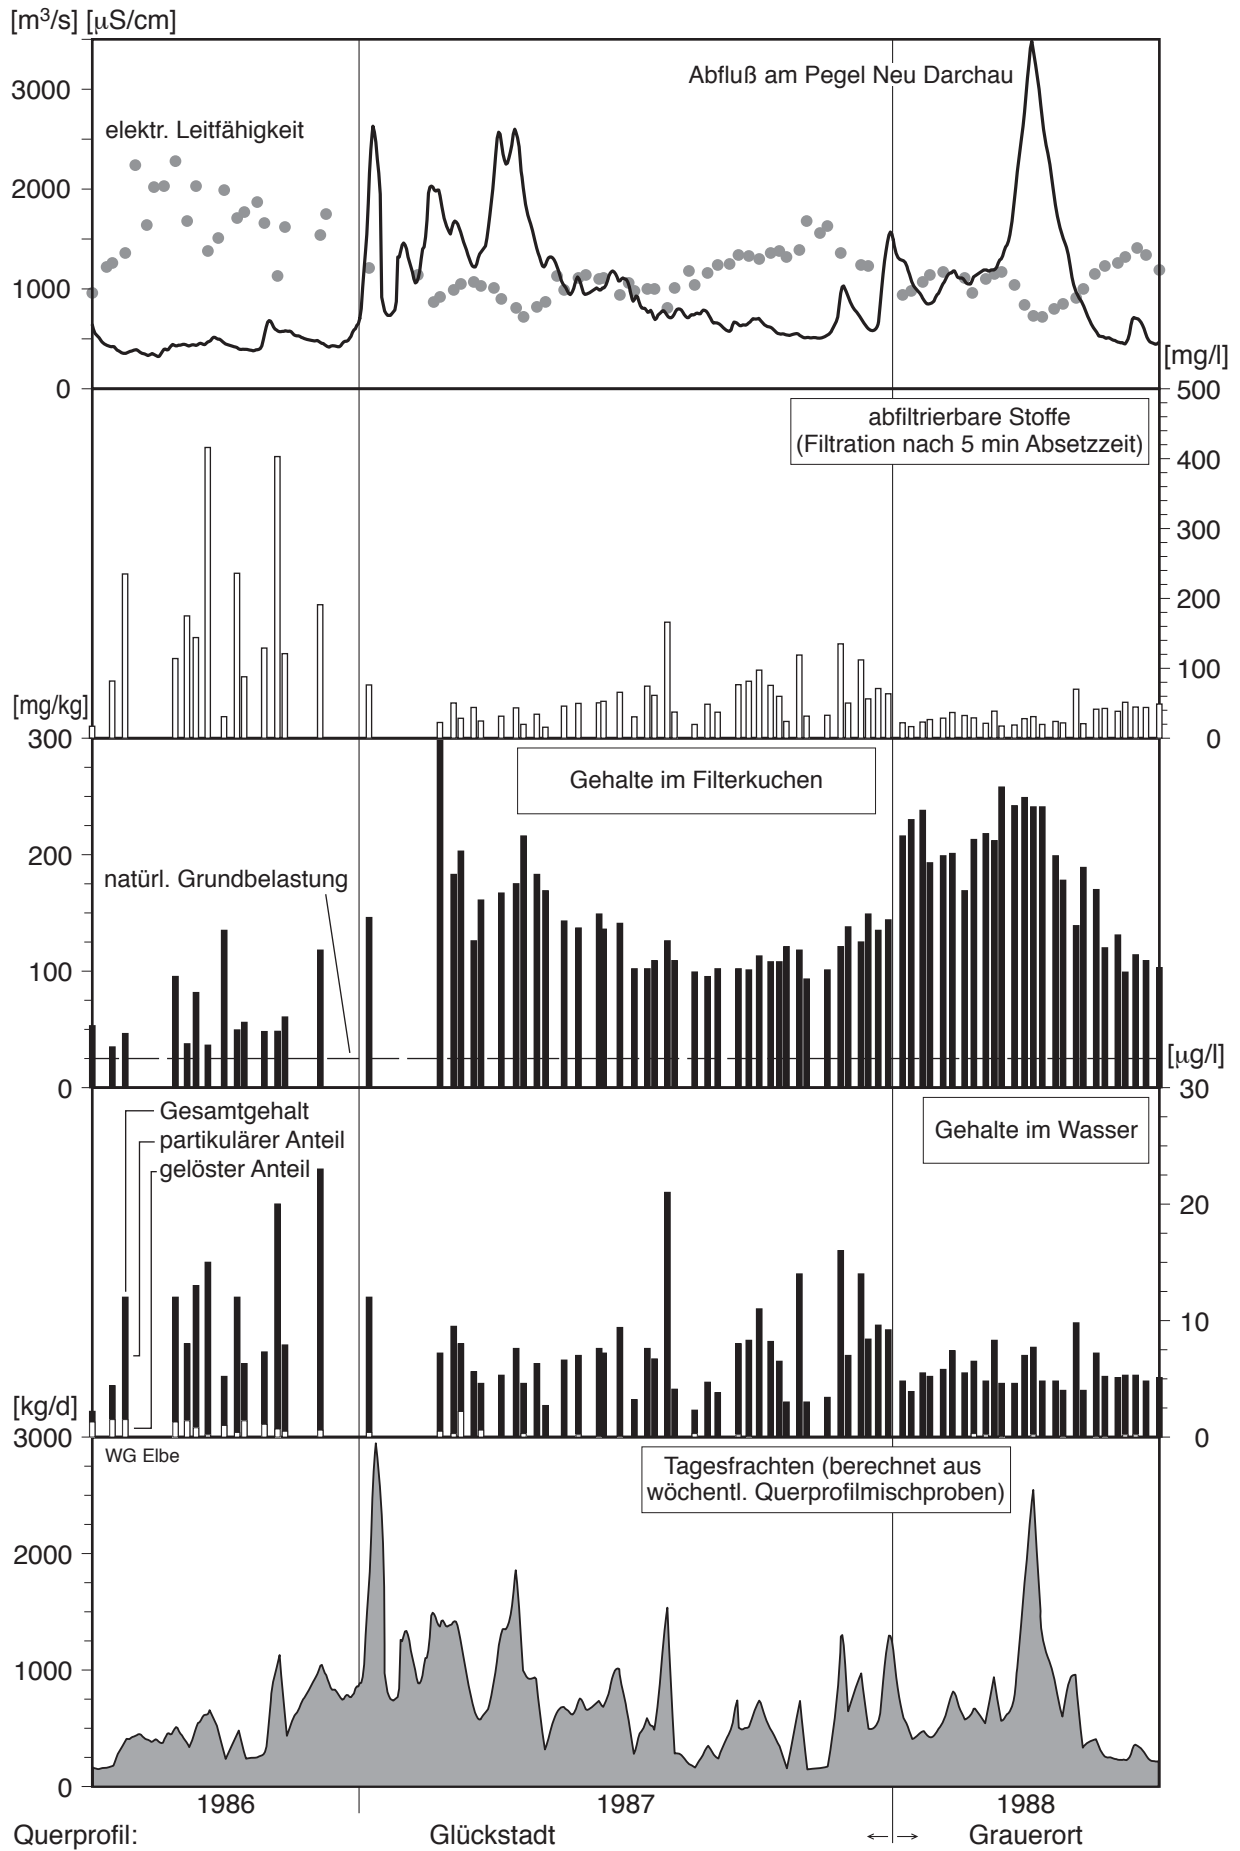 [m³/s] [µS/cm]
Abfluß am Pegel Neu Darchau
3000
elektr. Leitfähigkeit
2000
1000
[mg/l]
0
500
abfiltrierbare Stoffe
(Filtration nach 5 min Absetzzeit)
400
300
200
100
[mg/kg]
300
0
Gehalte im Filterkuchen
200
natürl. Grundbelastung
100
[µg/l]
0
30
Gesamtgehalt
partikulärer Anteil
gelöster Anteil
Gehalte im Wasser
20
10
[kg/d]
3000
0
WG Elbe
Tagesfrachten (berechnet aus
wöchentl. Querprofilmischproben)
2000
1000
0
1986
1987
1988
Querprofil:
Glückstadt
← →
Grauerort